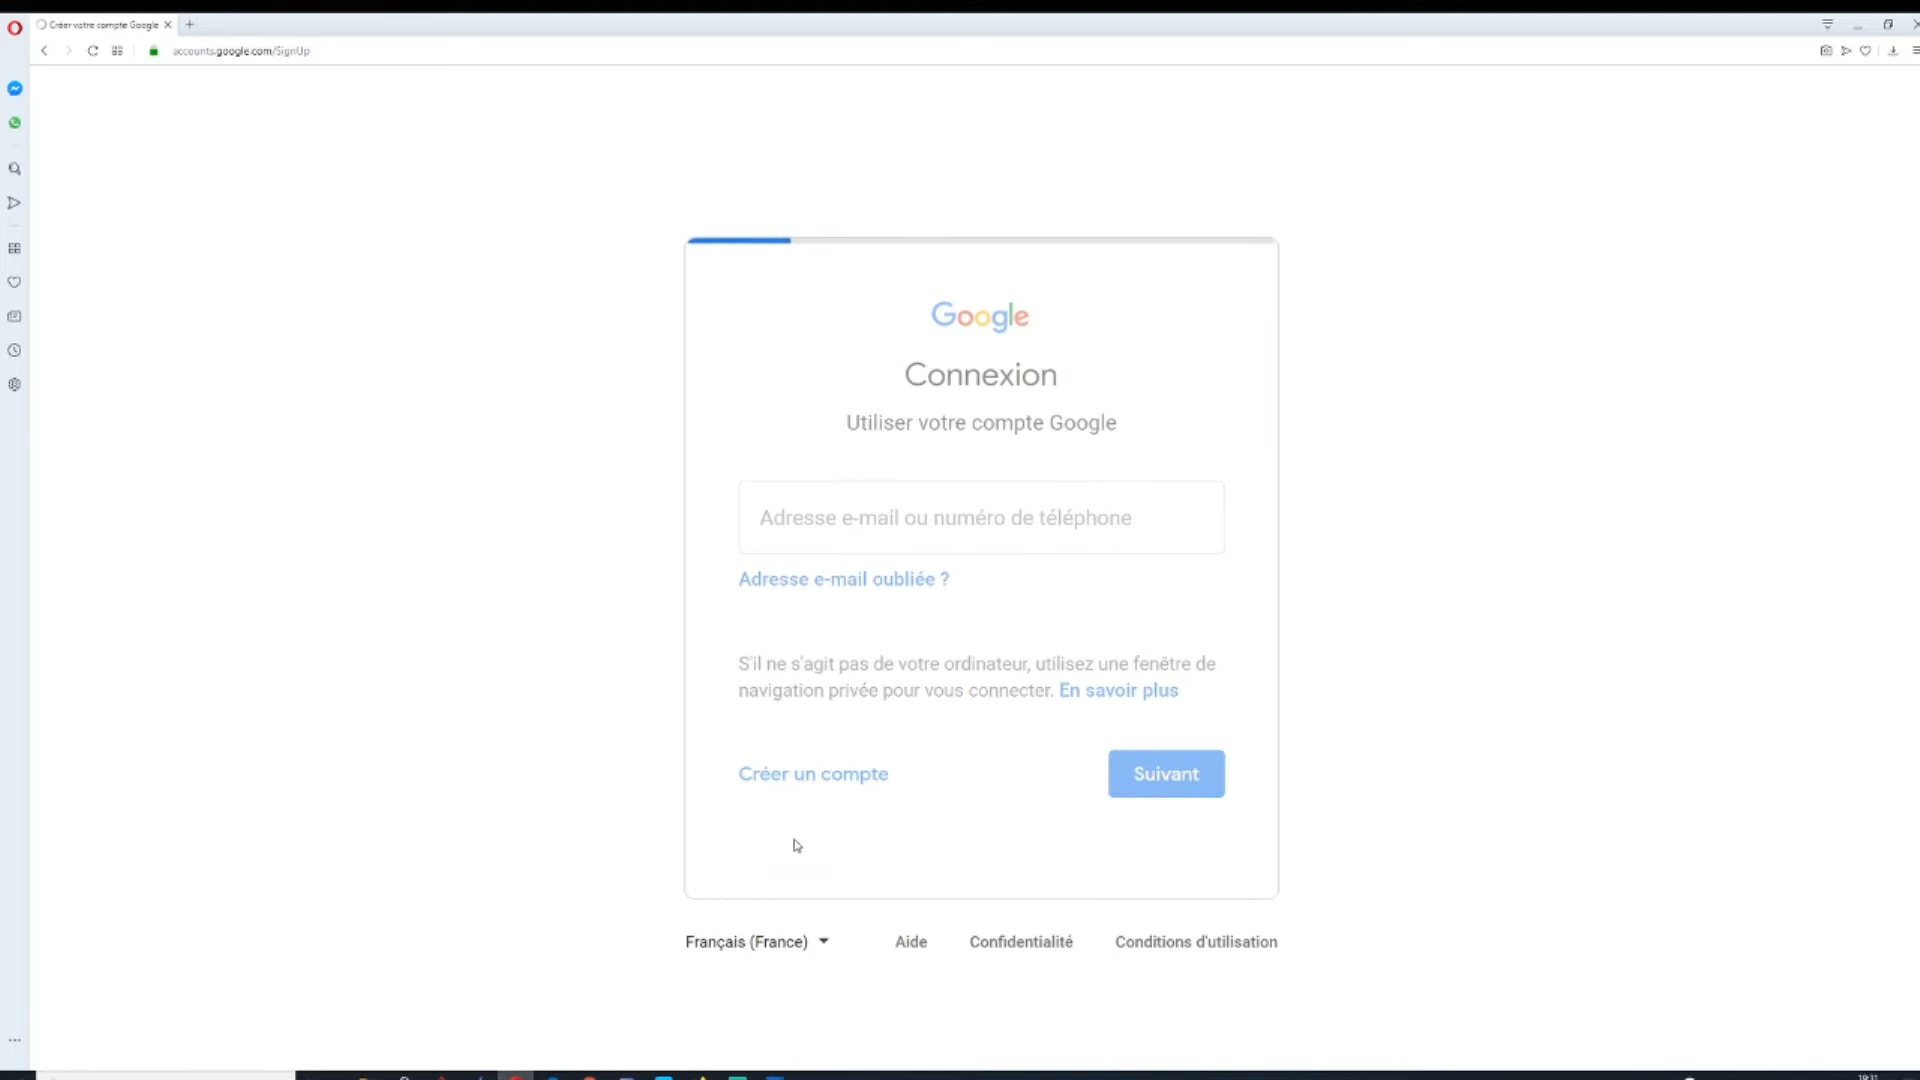 Créer votre compte Google
accounts.google.com/SignUp
Google
Connexion
Utiliser votre compte Google
Adresse e-mail ou numéro de téléphone
Adresse e-mail oubliée ?
S'il ne s'agit pas de votre ordinateur, utilisez une fenêtre de
navigation privée pour vous connecter. En savoir plus
Créer un compte
Suivant
Français (France)
Aide
Confidentialité
Conditions d'utilisation